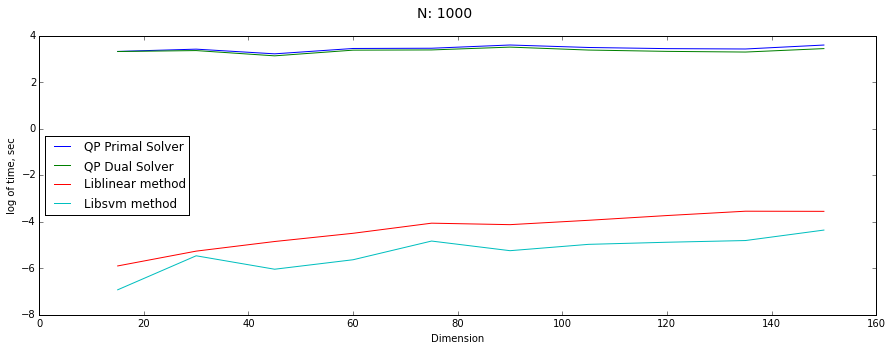 N: 1000
4
2
0
−2
−4
−6
−8
log of time, sec
QP Primal Solver
QP Dual Solver
Liblinear method
Libsvm method
0 20 40 60 80 100 120 140 160
Dimension